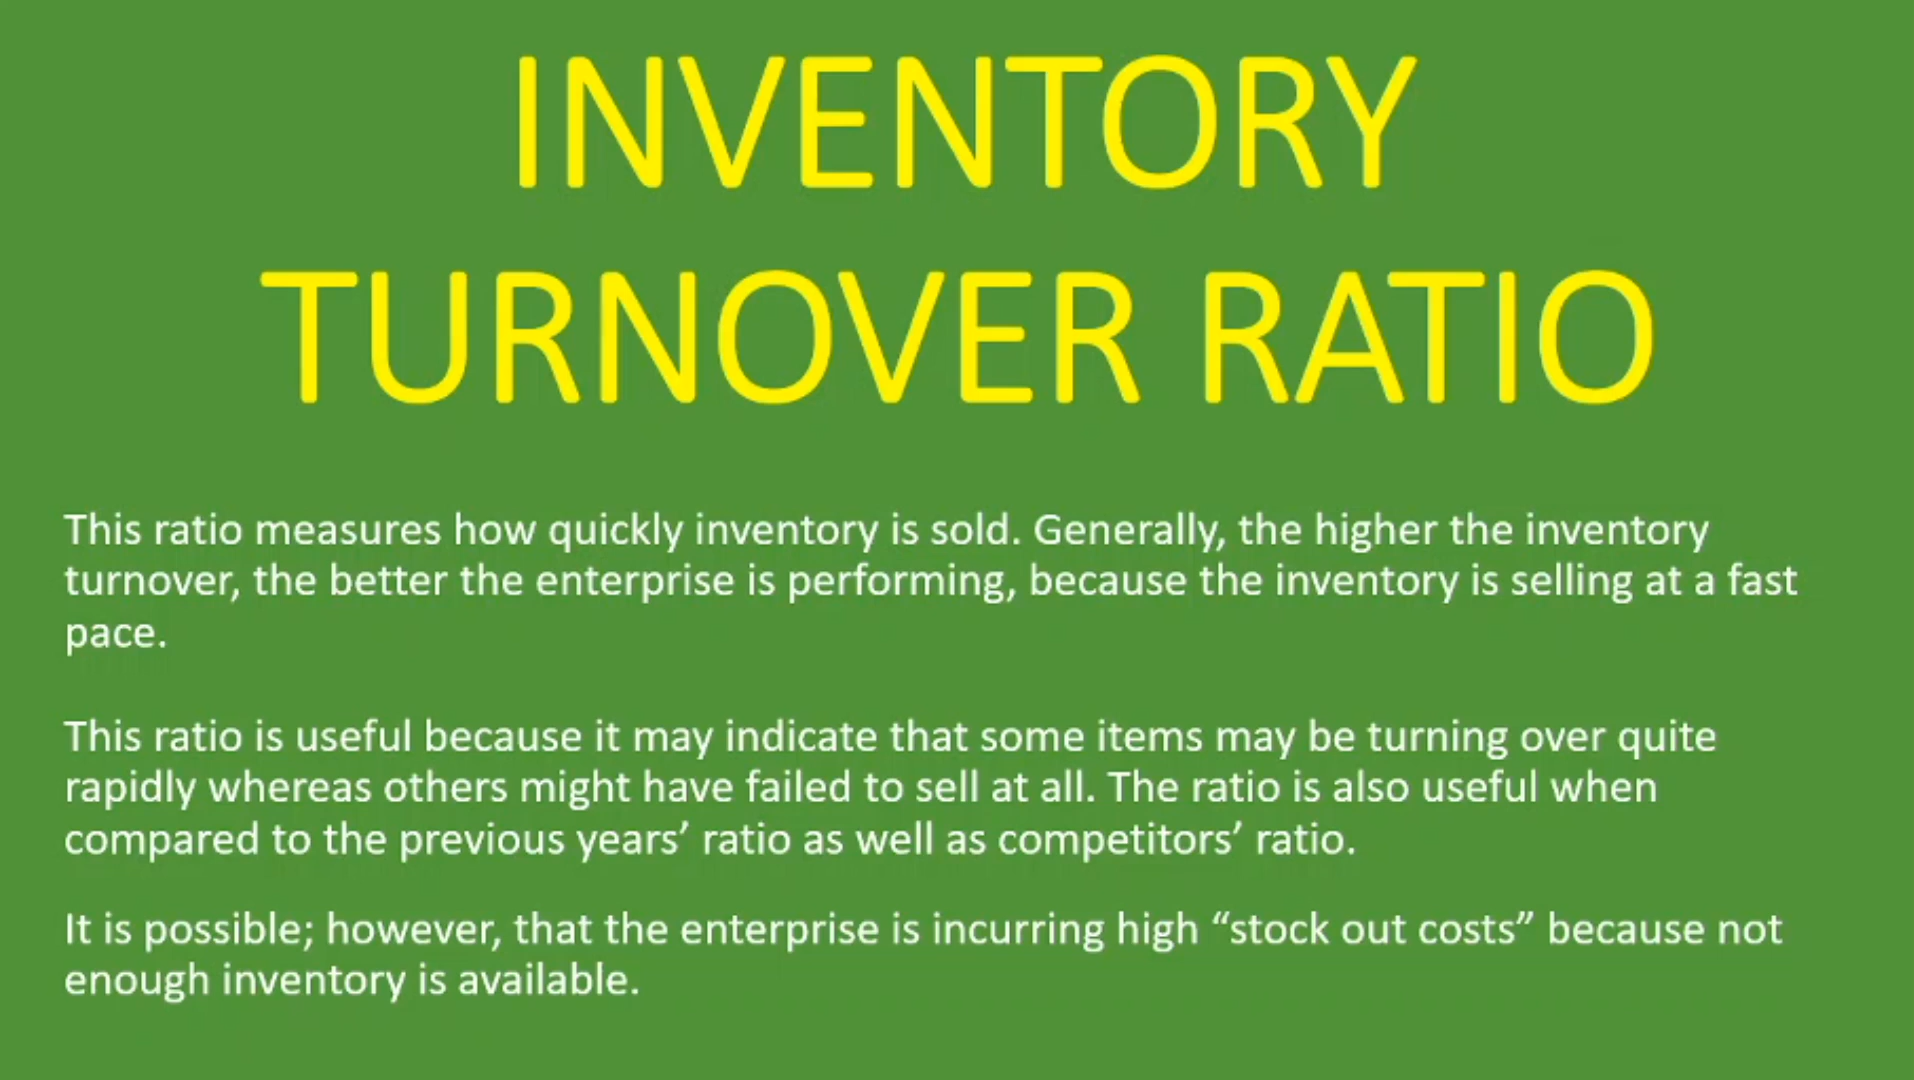 INVENTORY
TURNOVER RATIO
This ratio measures how quickly inventory is sold. Generally, the higher the inventory
turnover, the better the enterprise is performing, because the inventory is selling at a fast
pace.
This ratio is useful because it may indicate that some items may be turning over quite
rapidly whereas others might have failed to sell at all. The ratio is also useful when
compared to the previous years’ ratio as well as competitors’ ratio.
It is possible; however, that the enterprise is incurring high “stock out costs” because not
enough inventory is available.